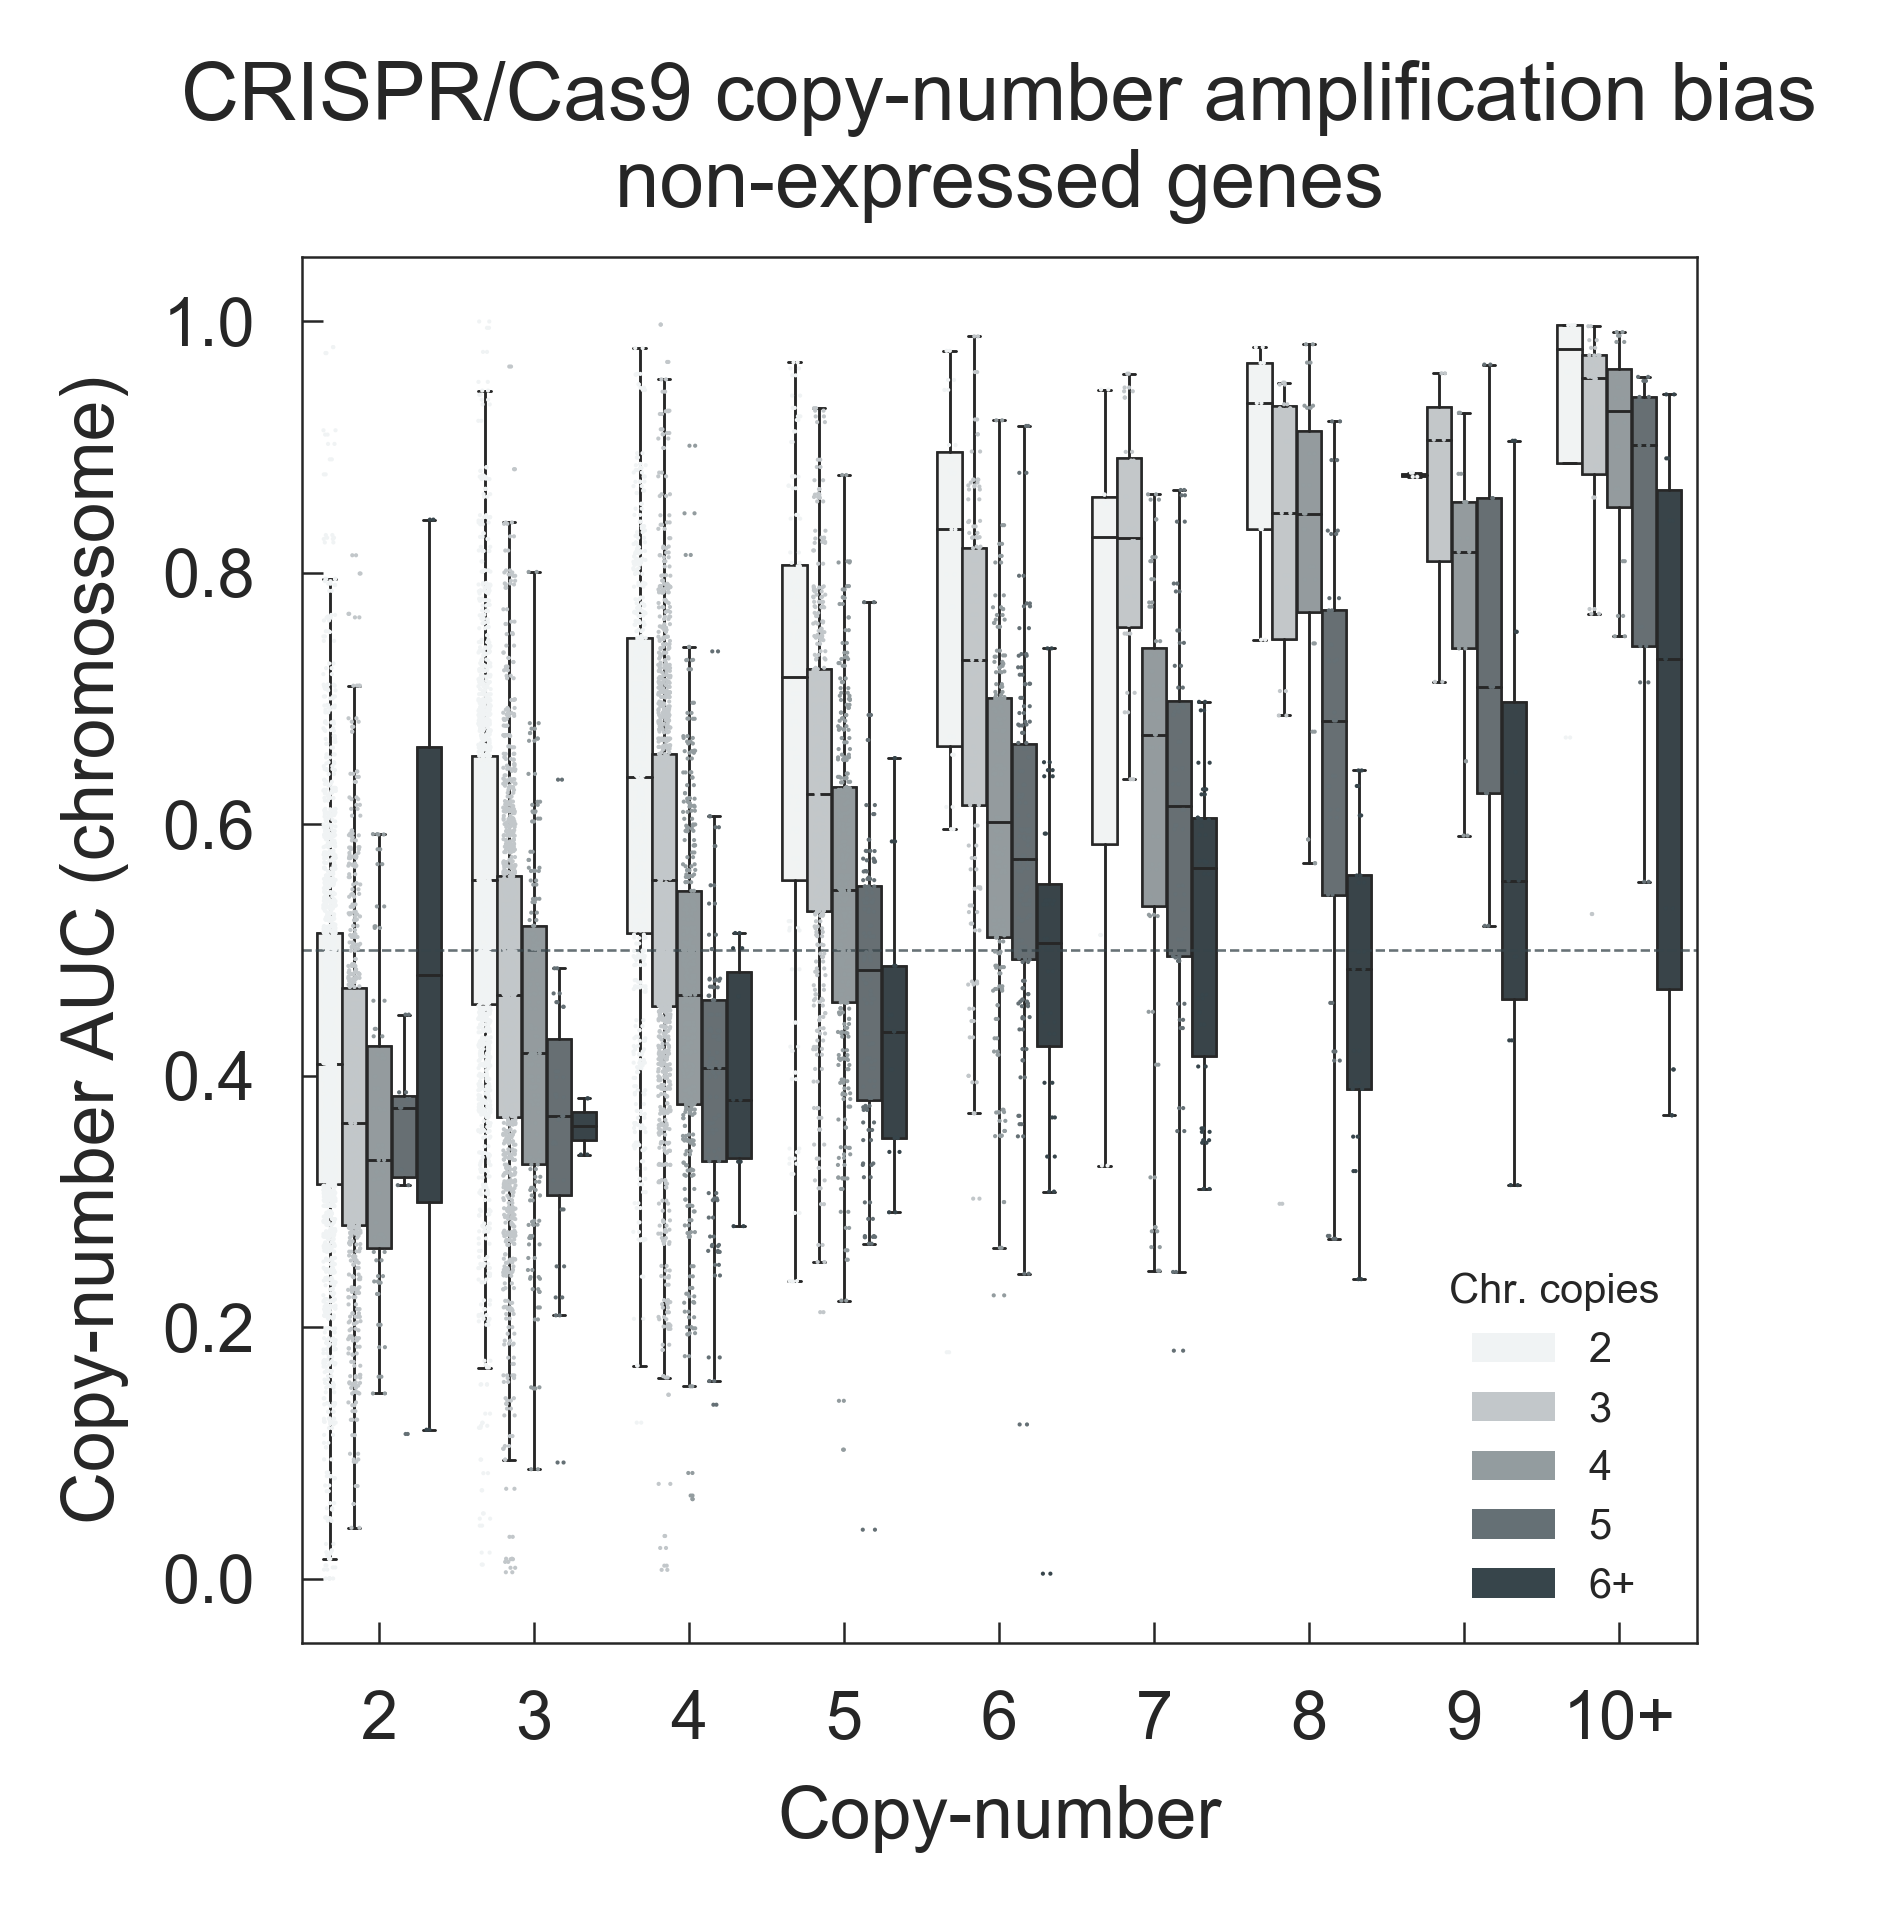 CRISPR/Cas9 copy-number amplification bias
non-expressed genes
Copy-number AUC (chromossome)
1.0
0.8
0.6
0.4
0.2
0.0
Chr. copies
2
3
4
5
6+
2 3 4 5 6 7 8 9 10+
Copy-number